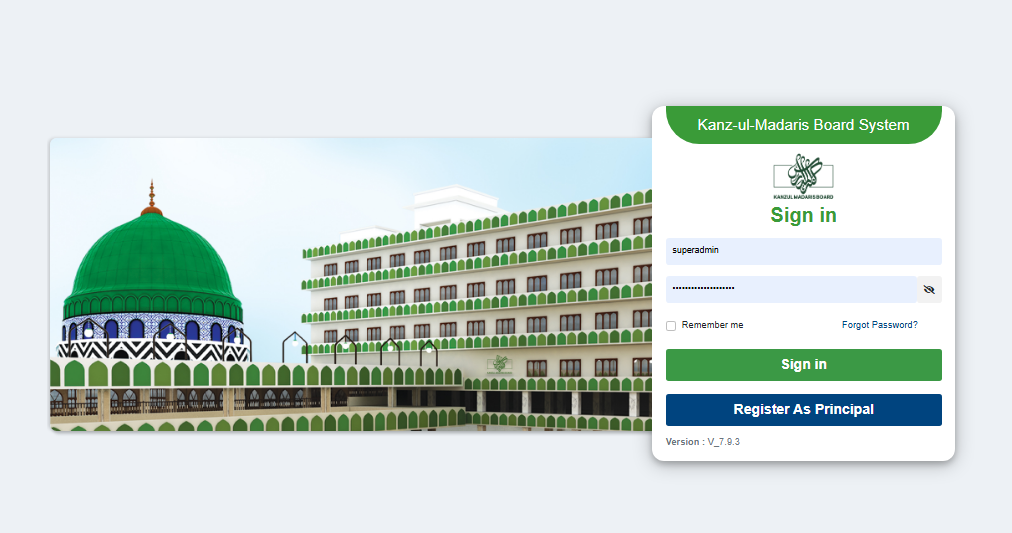 Kanz-ul-Madaris Board System
KANZUL MADARIS BOARD
Sign in
superadmin
Remember me
Forgot Password?
Sign in
Register As Principal
Version : V_7.9.3